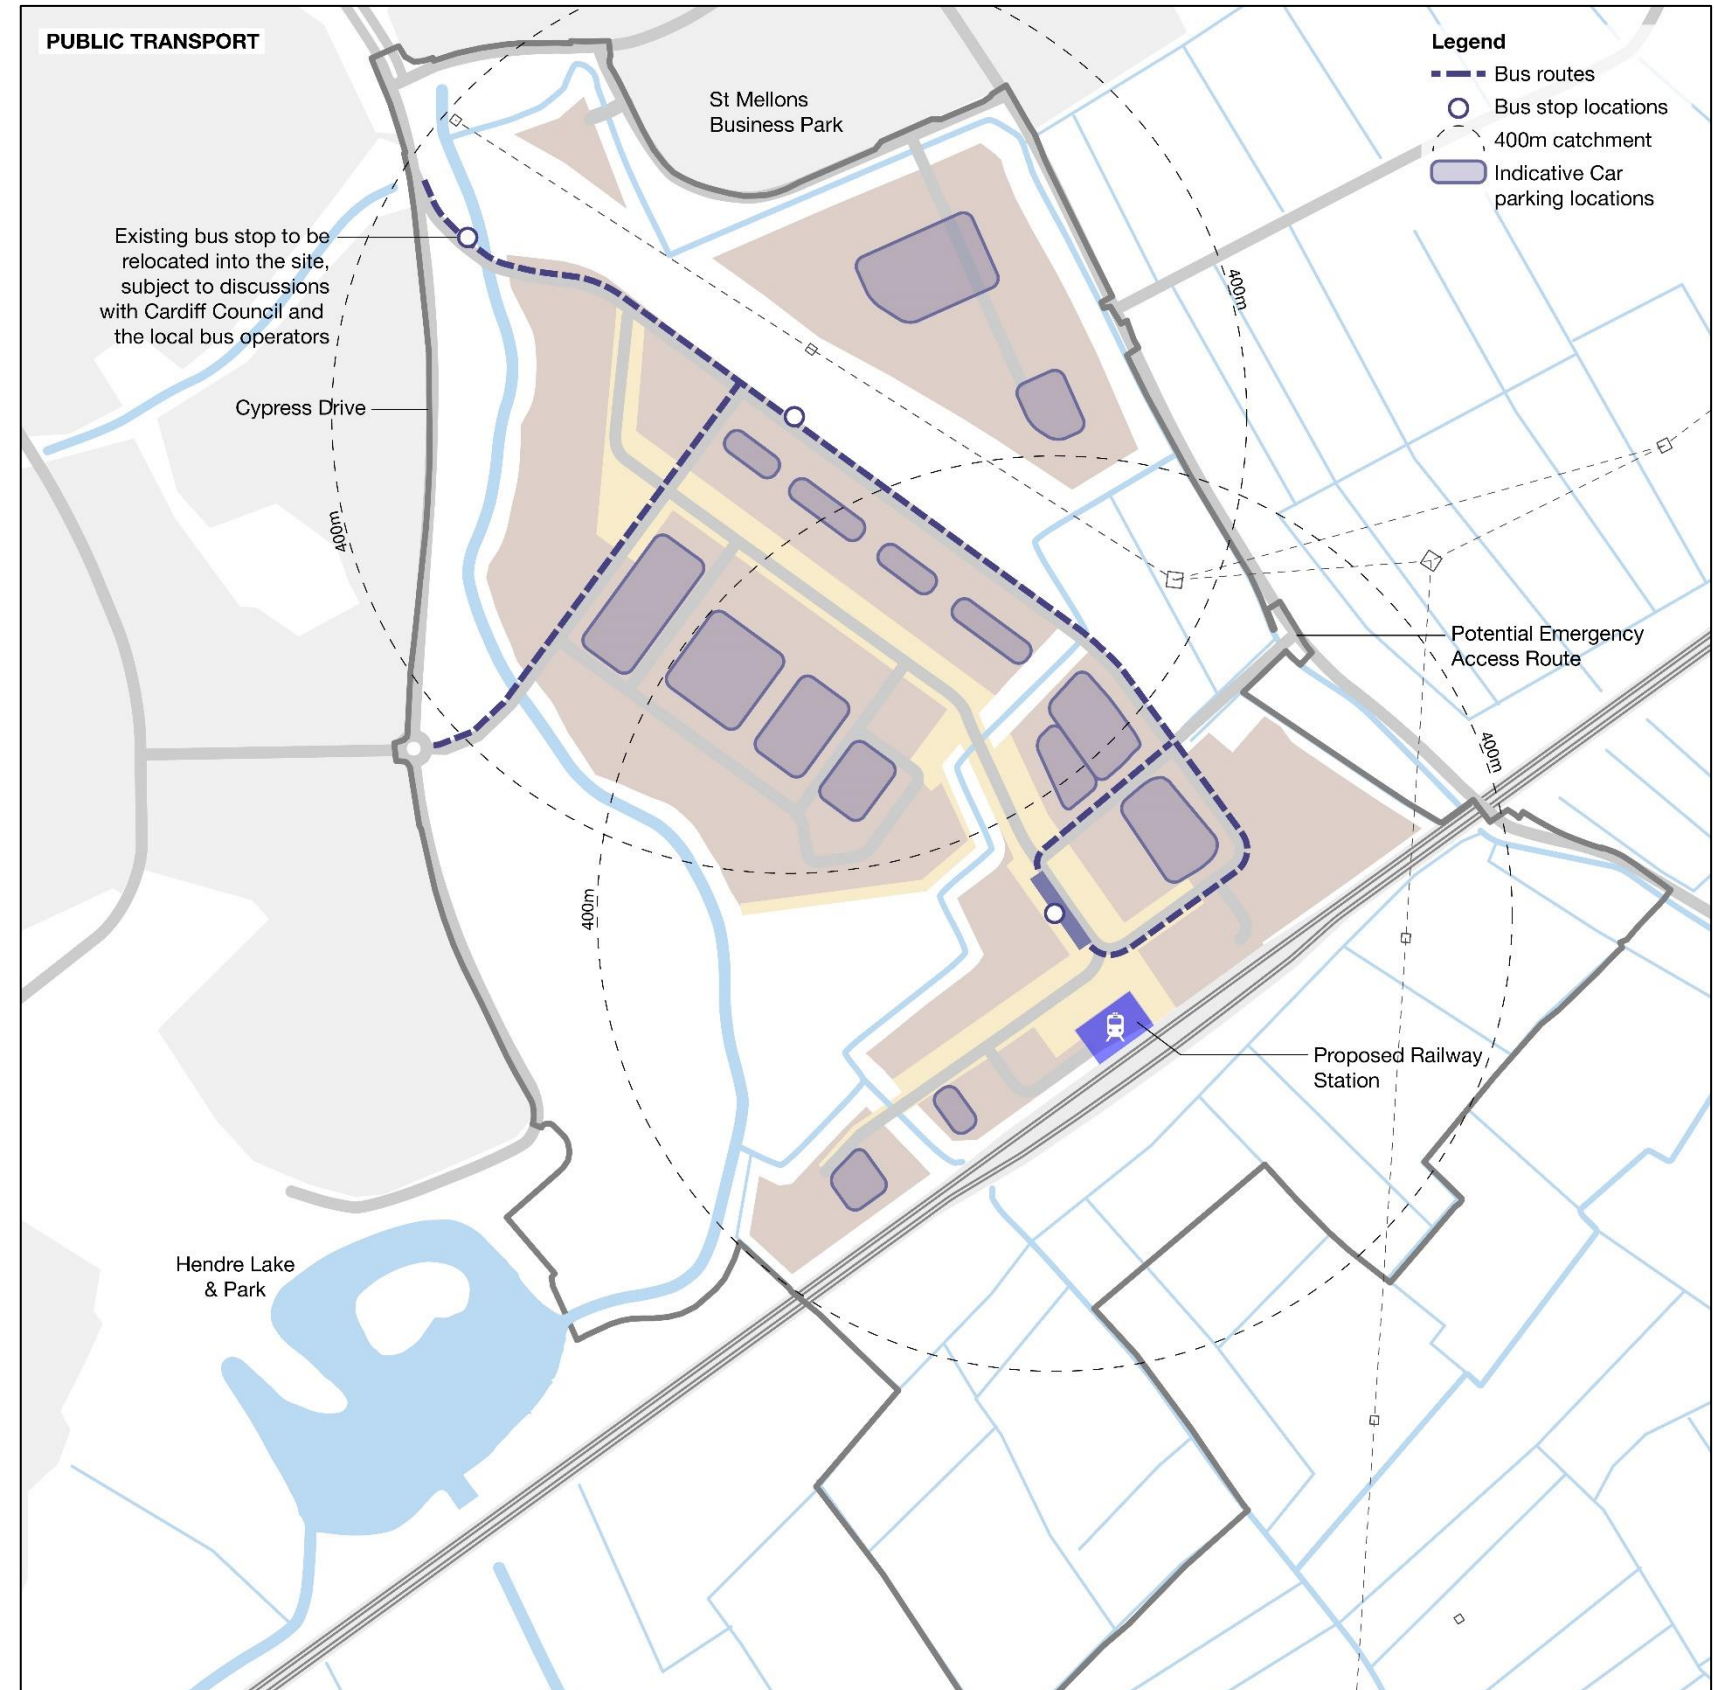 PUBLIC TRANSPORT
Legend
Bus routes
Bus stop locations
400m catchment
Indicative Car
parking locations
St Mellons
Business Park
Existing bus stop to be
relocated into the site,
subject to discussions
with Cardiff Council and
the local bus operators
400m
Cypress Drive
400m
Potential Emergency
Access Route
400m
400m
Proposed Railway
Station
Hendre Lake
& Park